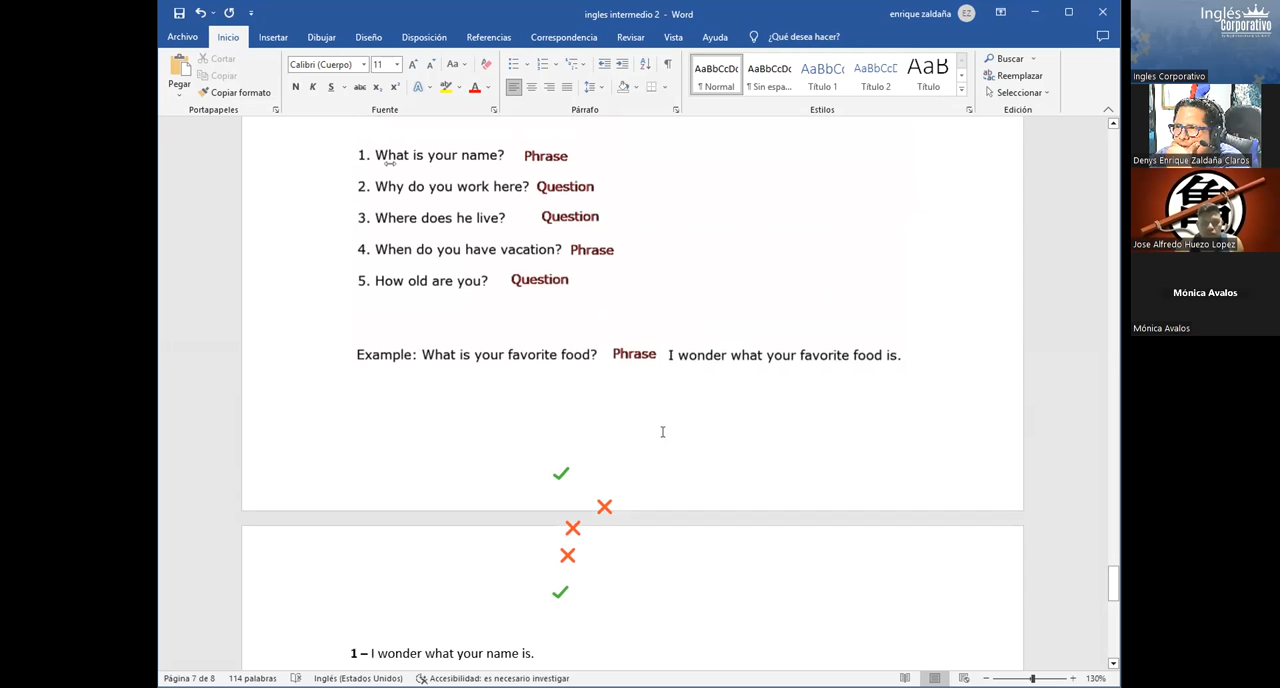 ingles intermedio 2 - Word
enrique zaldaña
EZ
Archivo Inicio Insertar Dibujar Diseño Disposición Referencias Correspondencia Revisar Vista Ayuda ¿Qué desea hacer?
Pegar
Cortar
Copiar
Copiar formato
Portapapeles
Calibri (Cuerpo) 11
N K S abc x₂ x²
Fuente
Párrafo
AaBbCcDc AaBbCcDc AaBbCc AaBbCcD AaB
¶ Normal ¶ Sin espa... Título 1 Título 2 Título
Estilos
Buscar
Reemplazar
Seleccionar
Edición
1. What is your name? Phrase
2. Why do you work here? Question
3. Where does he live? Question
4. When do you have vacation? Phrase
5. How old are you? Question
Example: What is your favorite food? Phrase I wonder what your favorite food is.
1 – I wonder what your name is.
Página 7 de 8 114 palabras Inglés (Estados Unidos) Accesibilidad: es necesario investigar 130%
Inglés
Corporativo
Ingles Corporativo
Denys Enrique Zaldaña Claros
Jose Alfredo Huezo Lopez
Mónica Avalos
Mónica Avalos